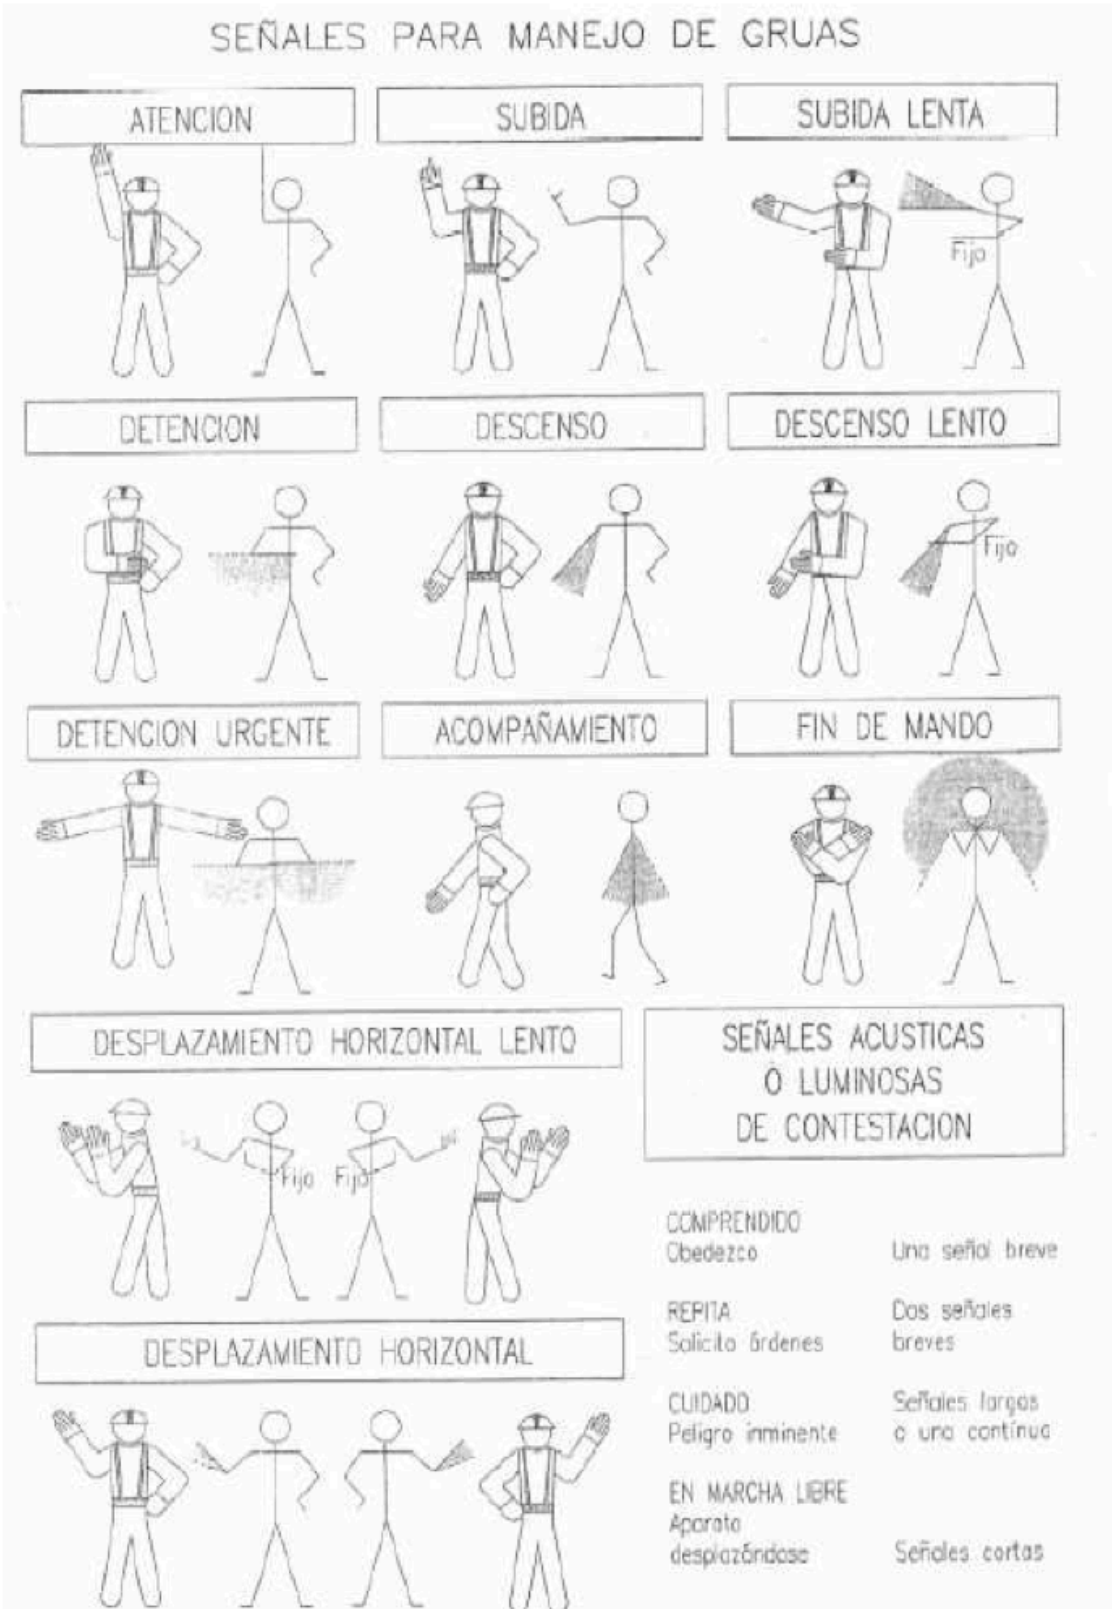 SEÑALES PARA MANEJO DE GRUAS
ATENCION
SUBIDA
SUBIDA LENTA
Fijo
DETENCION
DESCENSO
DESCENSO LENTO
Fijo
DETENCION URGENTE
ACOMPAÑAMIENTO
FIN DE MANDO
DESPLAZAMIENTO HORIZONTAL LENTO
Fijo
Fijo
DESPLAZAMIENTO HORIZONTAL
SEÑALES ACUSTICAS
Ó LUMINOSAS
DE CONTESTACION
COMPRENDIDO
Obedezco
Una señal breve
REPITA
Solicito órdenes
Dos señales
breves
CUIDADO
Peligro inminente
Señales largas
o una contínua
EN MARCHA LIBRE
Aparato
desplazándose
Señales cortas